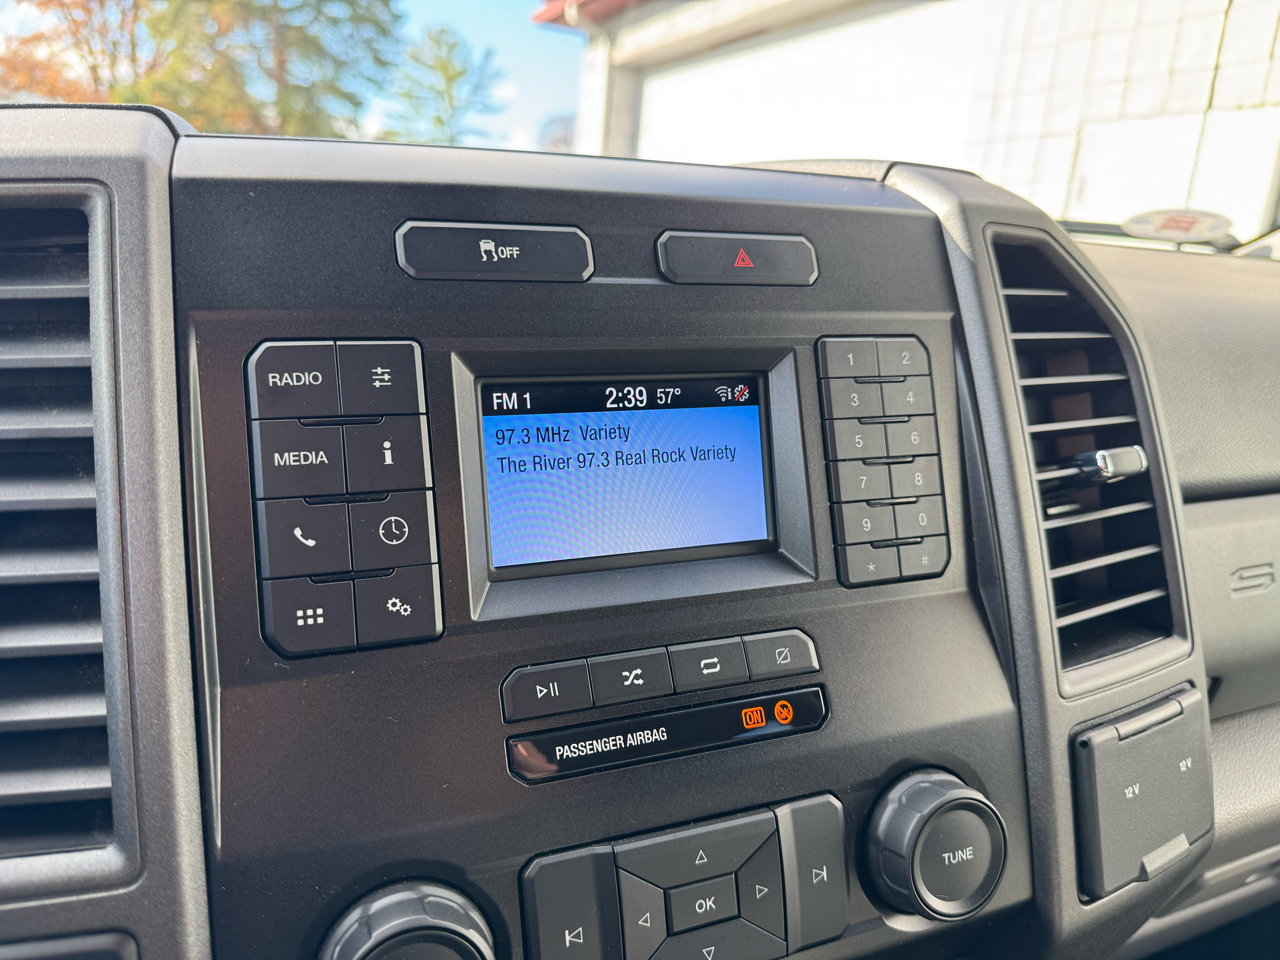 OFF
RADIO
MEDIA
FM 1 2:39 57°
97.3 MHz Variety
The River 97.3 Real Rock Variety
1 2
3 4
5 6
7 8
9 0
* #
PASSENGER AIRBAG ON
OK
TUNE
12V
12V
S